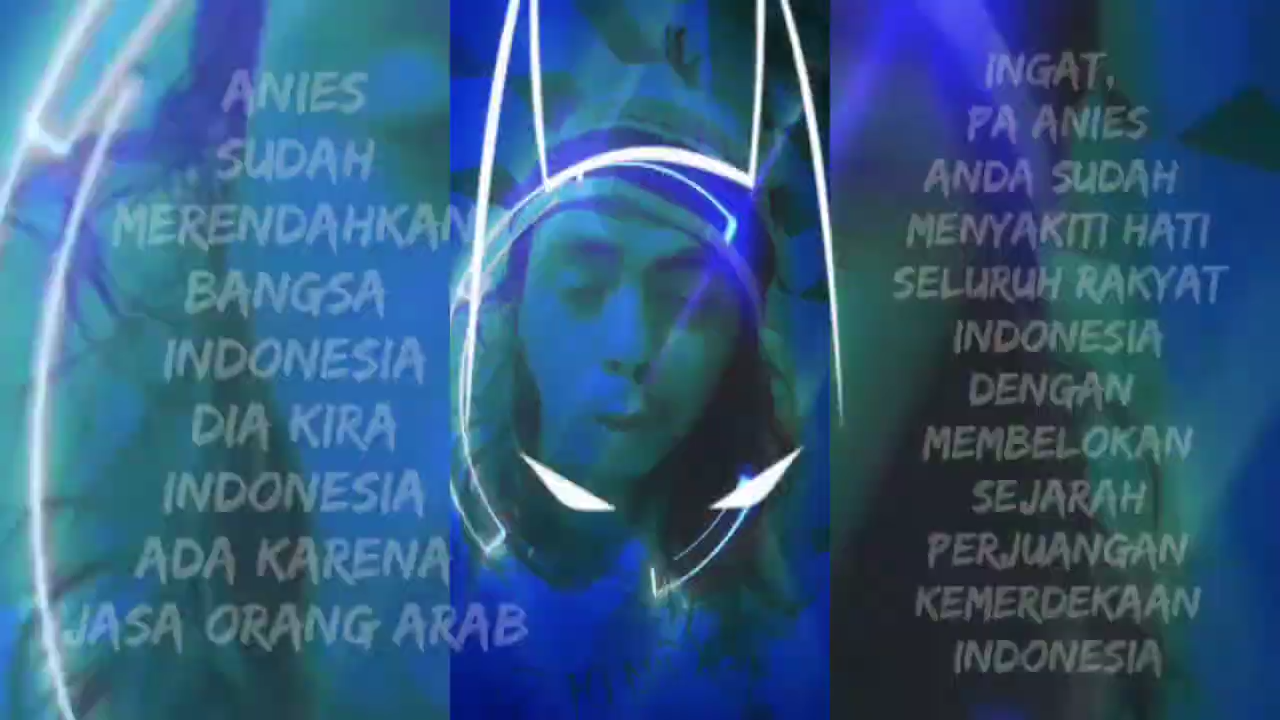 ANIES
SUDAH
MERENDAHKAN
BANGSA
INDONESIA
DIA KIRA
INDONESIA
ADA KARENA
JASA ORANG ARAB
INGAT,
PA ANIES
ANDA SUDAH
MENYAKITI HATI
SELURUH RAKYAT
INDONESIA
DENGAN
MEMBELOKAN
SEJARAH
PERJUANGAN
KEMERDEKAAN
INDONESIA